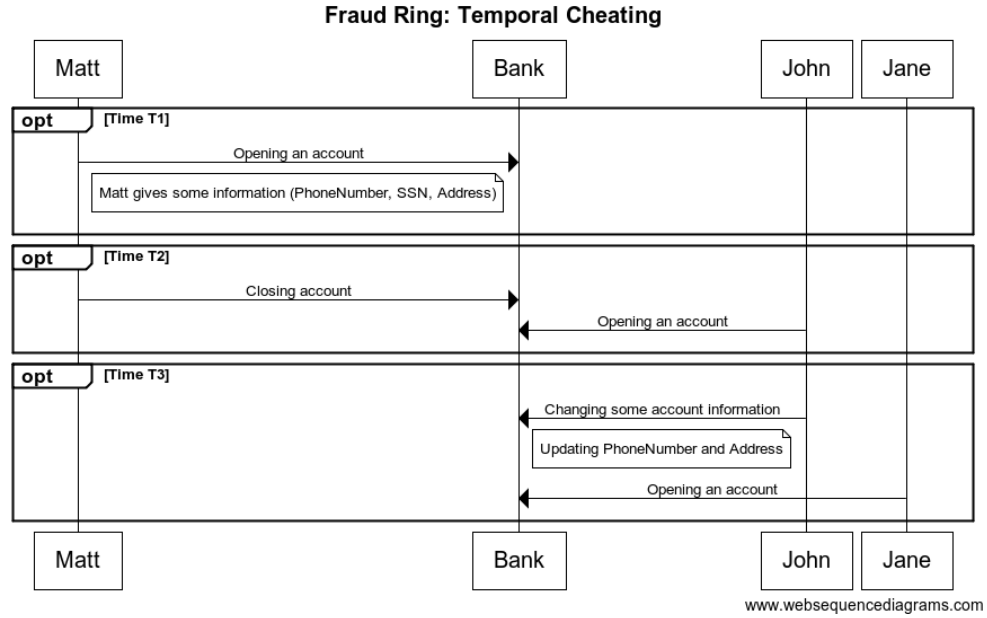 Fraud Ring: Temporal Cheating
Matt
Bank
John
Jane
opt
[Time T1]
Opening an account
Matt gives some information (PhoneNumber, SSN, Address)
opt
[Time T2]
Closing account
Opening an account
opt
[Time T3]
Changing some account information
Updating PhoneNumber and Address
Opening an account
Matt
Bank
John
Jane
www.websequencediagrams.com